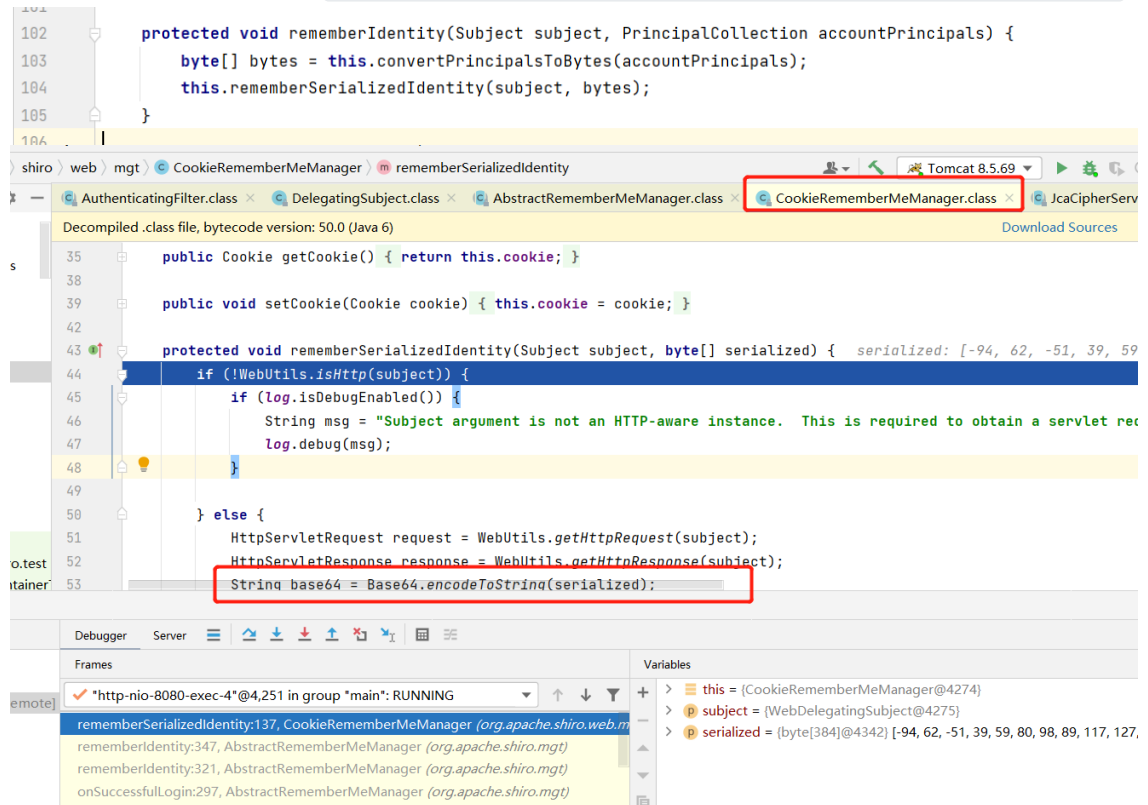 102 protected void rememberIdentity(Subject subject, PrincipalCollection accountPrincipals) {
103 byte[] bytes = this.convertPrincipalsToBytes(accountPrincipals);
104 this.rememberSerializedIdentity(subject, bytes);
105 }
106
shiro web mgt CookieRememberMeManager rememberSerializedIdentity Tomcat 8.5.69
AuthenticatingFilter.class DelegatingSubject.class AbstractRememberMeManager.class CookieRememberMeManager.class JcaCipherServ
Decompiled .class file, bytecode version: 50.0 (Java 6) Download Sources
35 public Cookie getCookie() { return this.cookie; }
38
39 public void setCookie(Cookie cookie) { this.cookie = cookie; }
42
43 protected void rememberSerializedIdentity(Subject subject, byte[] serialized) { serialized: [-94, 62, -51, 39, 59
44 if (!WebUtils.isHttp(subject)) {
45 if (log.isDebugEnabled()) {
46 String msg = "Subject argument is not an HTTP-aware instance. This is required to obtain a servlet req
47 log.debug(msg);
48 }
49
50 } else {
51 HttpServletRequest request = WebUtils.getHttpRequest(subject);
52 HttpServletResponse response = WebUtils.getHttpResponse(subject);
53 String base64 = Base64.encodeToString(serialized);
o.test
ntainerT
Debugger Server
Frames
Variables
"http-nio-8080-exec-4"@4,251 in group "main": RUNNING
emote]
rememberSerializedIdentity:137, CookieRememberMeManager (org.apache.shiro.web.m
rememberIdentity:347, AbstractRememberMeManager (org.apache.shiro.mgt)
rememberIdentity:321, AbstractRememberMeManager (org.apache.shiro.mgt)
onSuccessfulLogin:297, AbstractRememberMeManager (org.apache.shiro.mgt)
this = {CookieRememberMeManager@4274}
subject = {WebDelegatingSubject@4275}
serialized = {byte[384]@4342} [-94, 62, -51, 39, 59, 80, 98, 89, 117, 127,